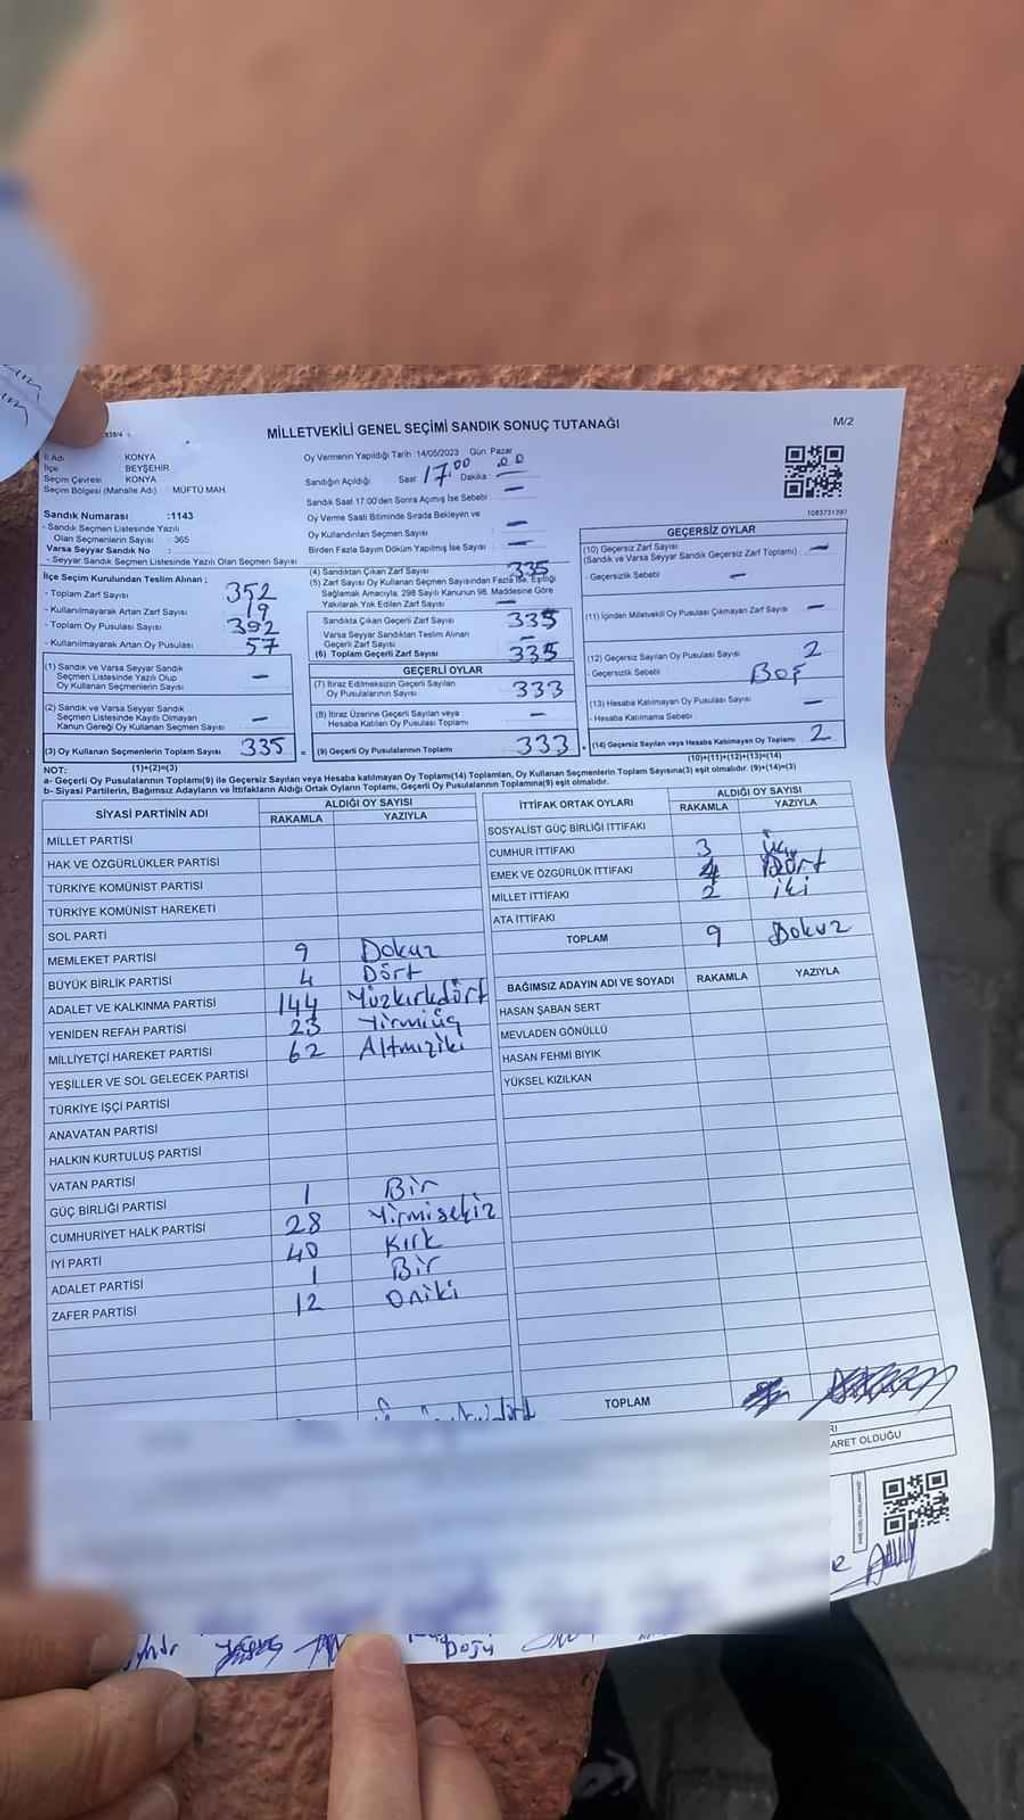 MİLLETVEKİLİ GENEL SEÇİMİ SANDIK SONUÇ TUTANAĞI
M/2
İl Adı : KONYA
İlçe : BEYŞEHİR
Seçim Çevresi : KONYA
Seçim Bölgesi (Mahalle Adı) : MÜFTÜ MAH.
Sandık Numarası :1143
- Sandık Seçmen Listesinde Yazılı
Olan Seçmenlerin Sayısı : 365
Varsa Seyyar Sandık No :
- Seyyar Sandık Seçmen Listesinde Yazılı Olan Seçmen Sayısı
Oy Vermenin Yapıldığı Tarih :14/05/2023 Gün: Pazar
Sandığın Açıldığı Saat: 17.00 Dakika: 00
Sandık Saat 17:00'den Sonra Açılmış İse Sebebi : —
Oy Verme Saati Bitiminde Sırada Bekleyen ve
Oy Kullandırılan Seçmen Sayısı —
Birden Fazla Sayım Döküm Yapılmış İse Sayısı —
İlçe Seçim Kurulundan Teslim Alınan ;
- Toplam Zarf Sayısı 352
- Kullanılmayarak Artan Zarf Sayısı 19
- Toplam Oy Pusulası Sayısı 392
- Kullanılmayarak Artan Oy Pusulası 57
(1) Sandık ve Varsa Seyyar Sandık
Seçmen Listesinde Yazılı Olup
Oy Kullanan Seçmenlerin Sayısı —
(2) Sandık ve Varsa Seyyar Sandık
Seçmen Listesinde Kayıtlı Olmayan
Kanun Gereği Oy Kullanan Seçmen Sayısı —
(3) Oy Kullanan Seçmenlerin Toplam Sayısı 335 =
(1)+(2)=(3)
(4) Sandıktan Çıkan Zarf Sayısı 335
(5) Zarf Sayısı Oy Kullanan Seçmen Sayısından Fazla İse, Eşitliği
Sağlamak Amacıyla, 298 Sayılı Kanunun 98. Maddesine Göre
Yakılarak Yok Edilen Zarf Sayısı —
Sandıkta Çıkan Geçerli Zarf Sayısı 335
Varsa Seyyar Sandıktan Teslim Alınan
Geçerli Zarf Sayısı —
(6) Toplam Geçerli Zarf Sayısı 335
GEÇERLİ OYLAR
(7) İtiraz Edilmeksizin Geçerli Sayılan
Oy Pusulalarının Sayısı 333
(8) İtiraz Üzerine Geçerli Sayılan veya
Hesaba Katılan Oy Pusulası Toplamı —
(9) Geçerli Oy Pusulalarının Toplamı 333 +
1083731397
GEÇERSİZ OYLAR
(10) Geçersiz Zarf Sayısı
(Sandık ve Varsa Seyyar Sandık Geçersiz Zarf Toplamı) —
- Geçersizlik Sebebi —
(11) İçinden Milletvekili Oy Pusulası Çıkmayan Zarf Sayısı —
(12) Geçersiz Sayılan Oy Pusulası Sayısı 2
- Geçersizlik Sebebi Boş
(13) Hesaba Katılmayan Oy Pusulası Sayısı —
- Hesaba Katılmama Sebebi —
(14) Geçersiz Sayılan veya Hesaba Katılmayan Oy Toplamı 2
(10)+(11)+(12)+(13)=(14)
NOT:
a- Geçerli Oy Pusulalarının Toplamı(9) ile Geçersiz Sayılan veya Hesaba katılmayan Oy Toplamı(14) Toplamları, Oy Kullanan Seçmenlerin Toplam Sayısına(3) eşit olmalıdır. (9)+(14)=(3)
b- Siyasi Partilerin, Bağımsız Adayların ve İttifakların Aldığı Ortak Oyların Toplamı, Geçerli Oy Pusulalarının Toplamına(9) eşit olmalıdır.
SİYASİ PARTİNİN ADI ALDIĞI OY SAYISI
RAKAMLA YAZIYLA
MİLLET PARTİSİ
HAK VE ÖZGÜRLÜKLER PARTİSİ
TÜRKİYE KOMÜNİST PARTİSİ
TÜRKİYE KOMÜNİST HAREKETİ
SOL PARTİ
MEMLEKET PARTİSİ 9 Dokuz
BÜYÜK BİRLİK PARTİSİ 4 Dört
ADALET VE KALKINMA PARTİSİ 144 Yüzkırkdört
YENİDEN REFAH PARTİSİ 23 Yirmiüç
MİLLİYETÇİ HAREKET PARTİSİ 62 Altmıziki
YEŞİLLER VE SOL GELECEK PARTİSİ
TÜRKİYE İŞÇİ PARTİSİ
ANAVATAN PARTİSİ
HALKIN KURTULUŞ PARTİSİ
VATAN PARTİSİ
GÜÇ BİRLİĞİ PARTİSİ 1 Bir
CUMHURİYET HALK PARTİSİ 28 Yirmisekiz
İYİ PARTİ 40 Kırk
ADALET PARTİSİ 1 Bir
ZAFER PARTİSİ 12 Oniki
İTTİFAK ORTAK OYLARI ALDIĞI OY SAYISI
RAKAMLA YAZIYLA
SOSYALİST GÜÇ BİRLİĞİ İTTİFAKI
CUMHUR İTTİFAKI 3 Üç
EMEK VE ÖZGÜRLÜK İTTİFAKI 4 Dört
MİLLET İTTİFAKI 2 iki
ATA İTTİFAKI
TOPLAM 9 Dokuz
BAĞIMSIZ ADAYIN ADI VE SOYADI RAKAMLA YAZIYLA
HASAN ŞABAN SERT
MEVLADEN GÖNÜLLÜ
HASAN FEHMİ BIYIK
YÜKSEL KIZILKAN
TOPLAM
ARET OLDUĞU
Doğu